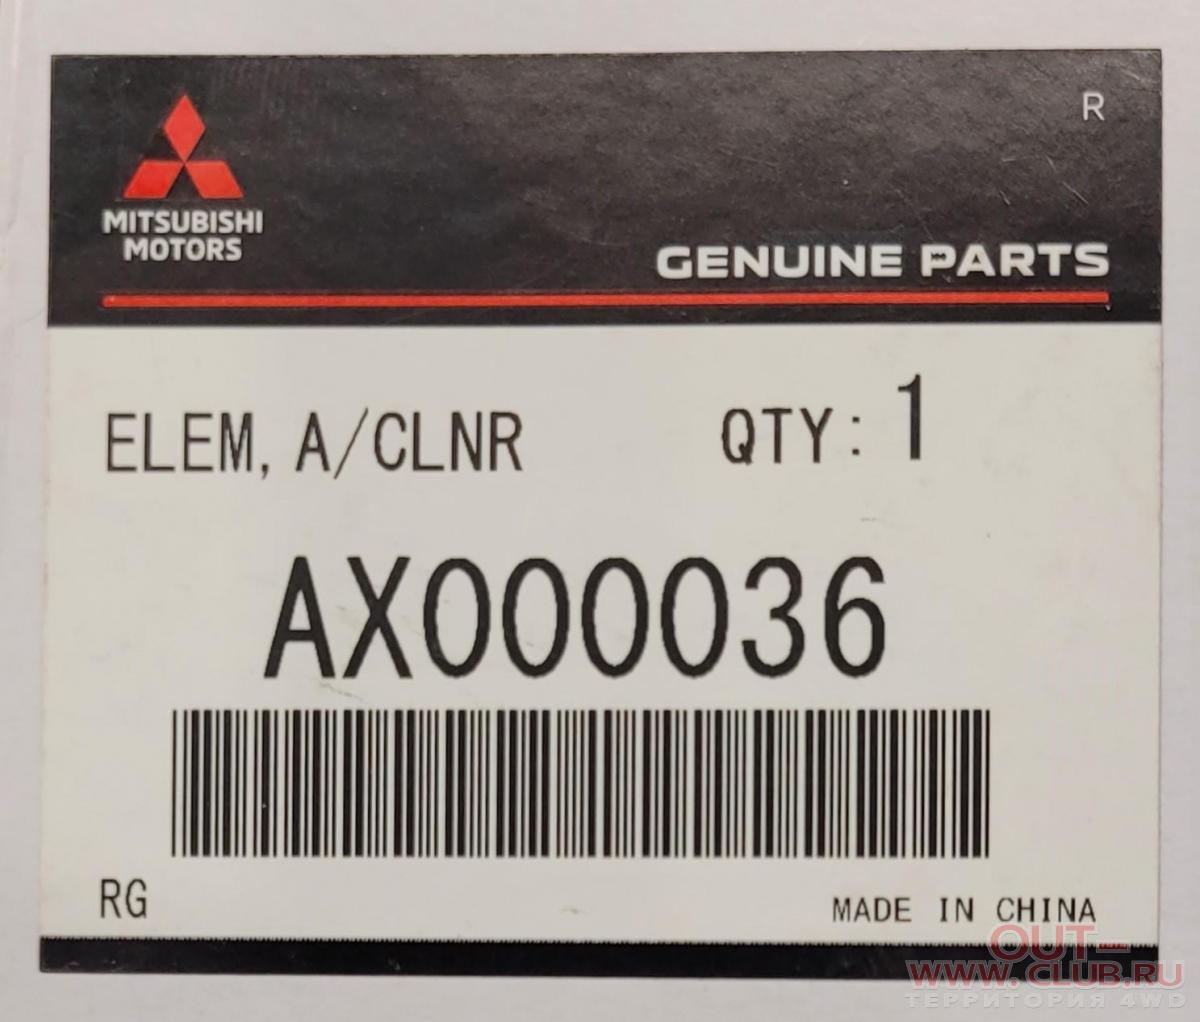 R
MITSUBISHI
MOTORS
GENUINE PARTS
ELEM, A/CLNR QTY: 1
AX000036
RG
MADE IN CHINA
OUT-
WWW.CLUB.RU
ТЕРРИТОРИЯ 4WD